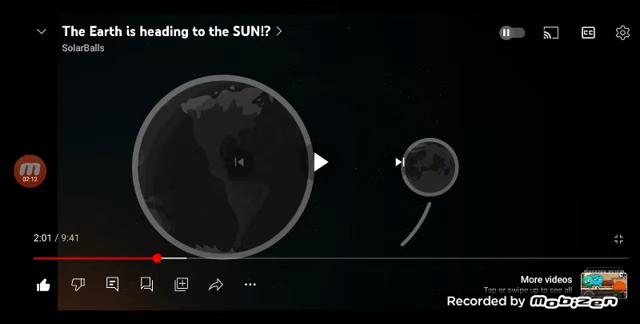 The Earth is heading to the SUN!?
SolarBalls
CC
02:12
2:01 / 9:41
More videos
Tap or swipe up to see all
Recorded by Mobizen